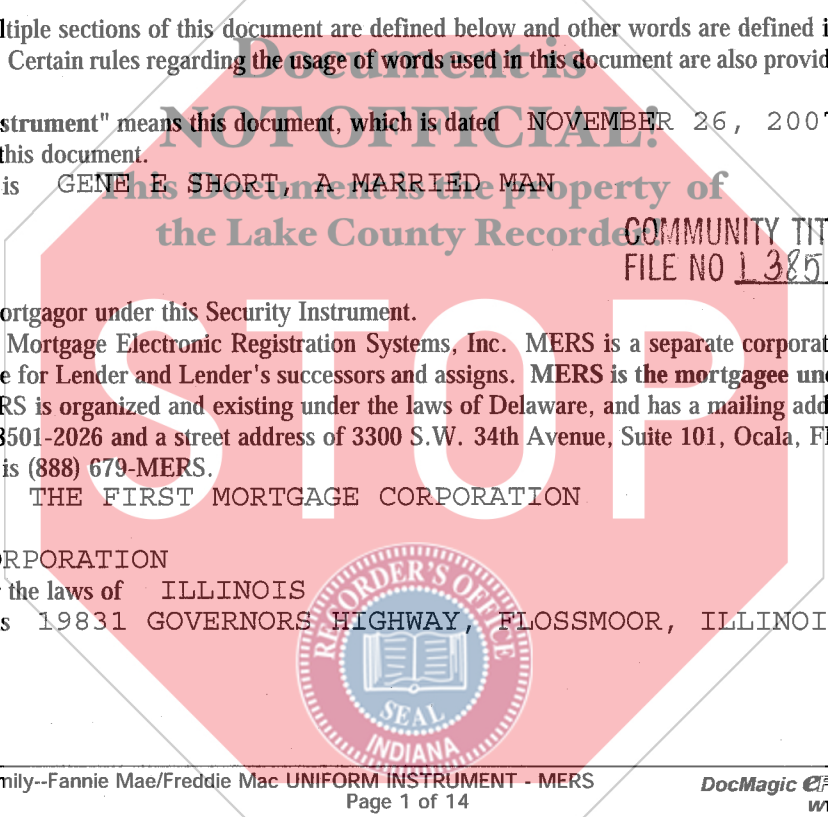 ltiple sections of this document are defined below and other words are defined i
Certain rules regarding the usage of words used in this document are also provid
Document is
NOT OFFICIAL!
This Document is the property of
the Lake County Recorder!
strument" means this document, which is dated NOVEMBER 26, 200
this document.
is GENE E SHORT, A MARRIED MAN
COMMUNITY TIT
FILE NO L 385
ortgagor under this Security Instrument.
Mortgage Electronic Registration Systems, Inc. MERS is a separate corporat
e for Lender and Lender's successors and assigns. MERS is the mortgagee un
RS is organized and existing under the laws of Delaware, and has a mailing add
8501-2026 and a street address of 3300 S.W. 34th Avenue, Suite 101, Ocala, F
is (888) 679-MERS.
THE FIRST MORTGAGE CORPORATION
STOP
ORPORATION
the laws of ILLINOIS
s 19831 GOVERNORS HIGHWAY, FLOSSMOOR, ILLINOI
RECORDER'S OFFICE
SEAL
INDIANA
mily--Fannie Mae/Freddie Mac UNIFORM INSTRUMENT - MERS
DocMagic
Page 1 of 14